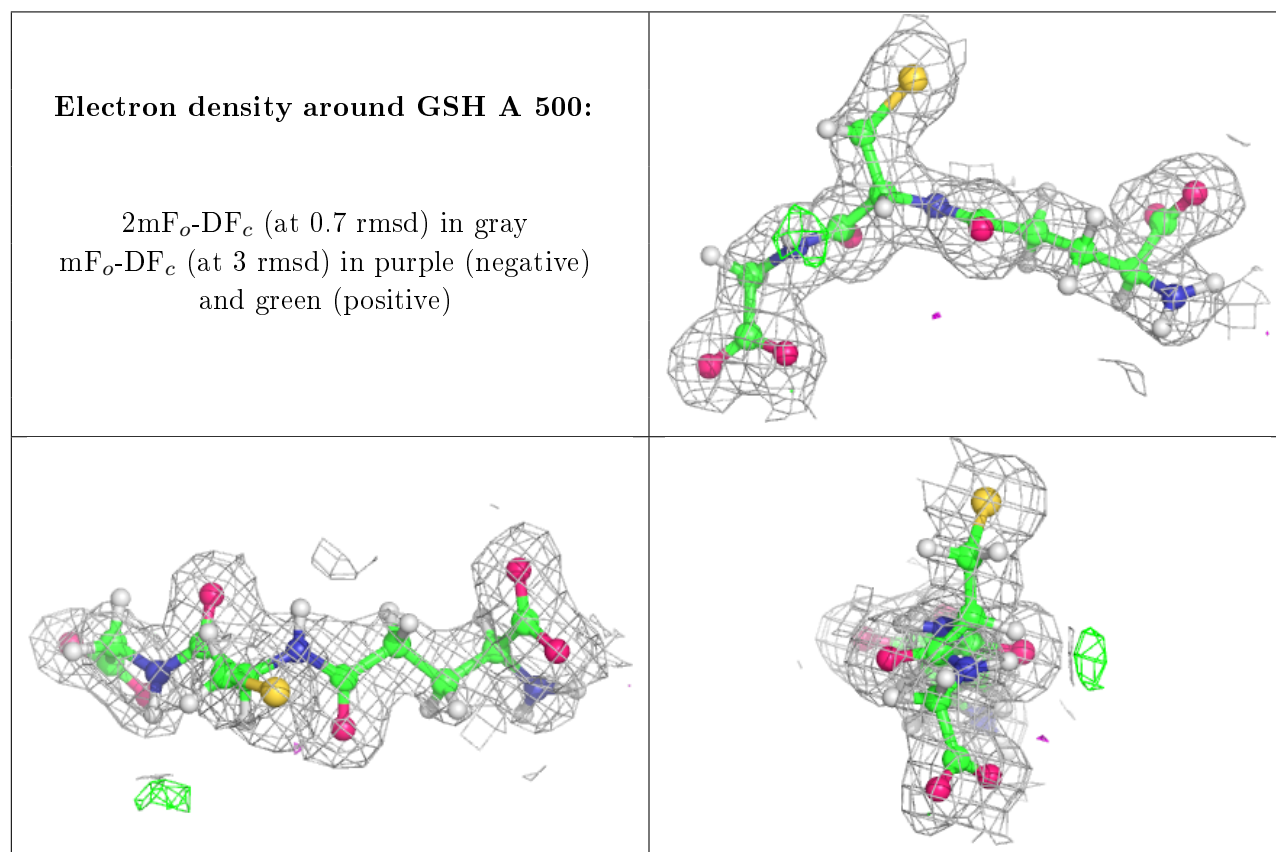 Electron density around GSH A 500:
2mFₒ-DF𝒸 (at 0.7 rmsd) in gray
mFₒ-DF𝒸 (at 3 rmsd) in purple (negative)
and green (positive)